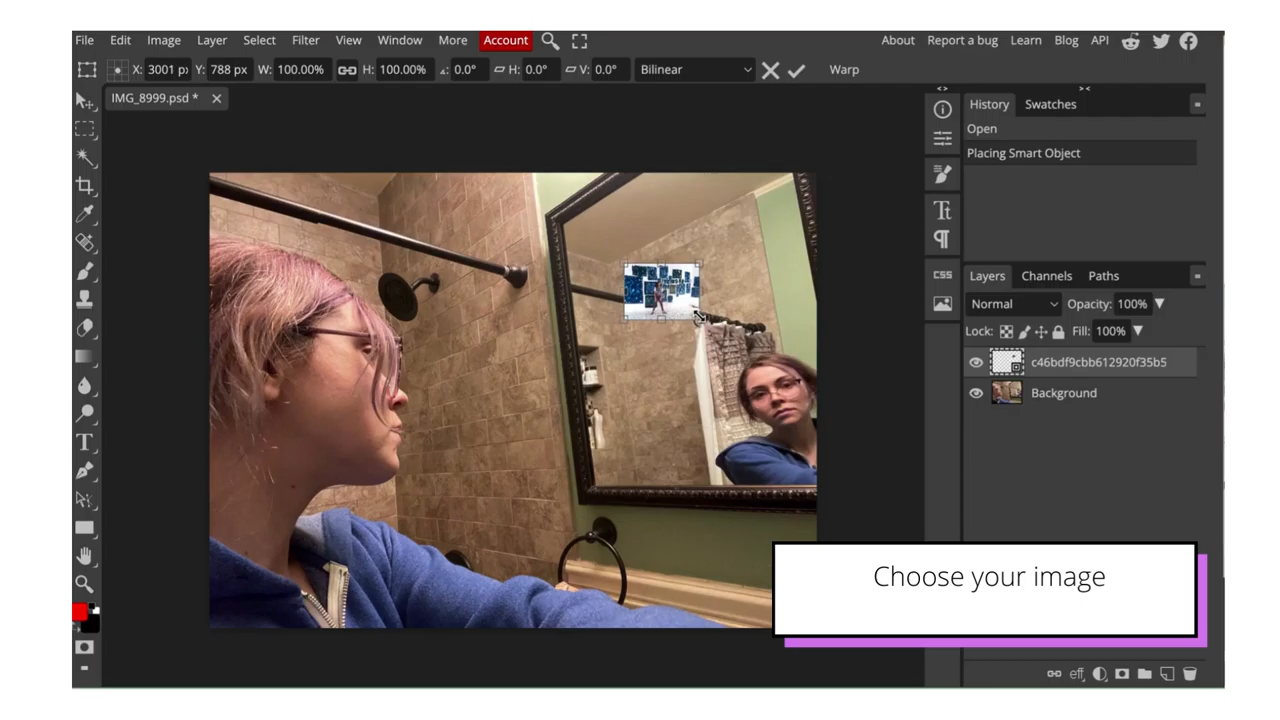 File Edit Image Layer Select Filter View Window More Account About Report a bug Learn Blog API
X: 3001 p Y: 788 px W: 100.00% H: 100.00% 0.0° H: 0.0° V: 0.0° Bilinear Warp
IMG_8999.psd *
History Swatches
Open
Placing Smart Object
CSS
Layers Channels Paths
Normal Opacity: 100%
Lock: Fill: 100%
c46bdf9cbb612920f35b5
Background
Choose your image
eff